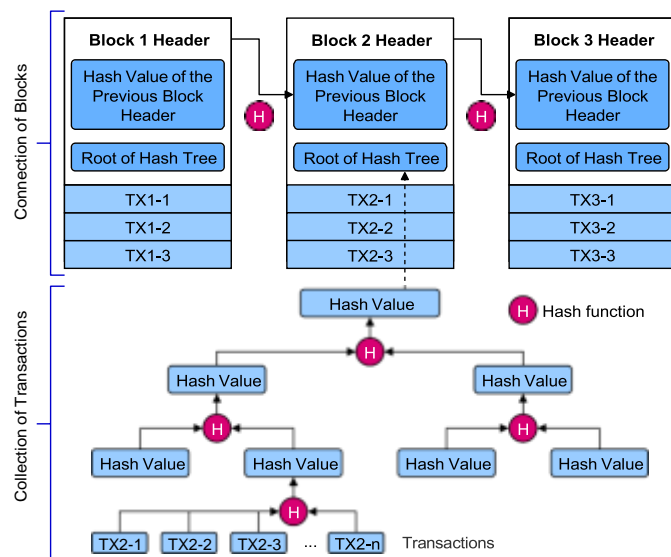 Connection of Blocks
Block 1 Header
Block 2 Header
Block 3 Header
Hash Value of the
Previous Block
Header
Hash Value of the
Previous Block
Header
Hash Value of the
Previous Block
Header
H
H
Root of Hash Tree
Root of Hash Tree
Root of Hash Tree
TX1-1
TX2-1
TX3-1
TX1-2
TX2-2
TX3-2
TX1-3
TX2-3
TX3-3
Collection of Transactions
Hash Value
H Hash function
H
Hash Value
Hash Value
H
H
Hash Value
Hash Value
Hash Value
Hash Value
H
TX2-1
TX2-2
TX2-3
...
TX2-n
Transactions